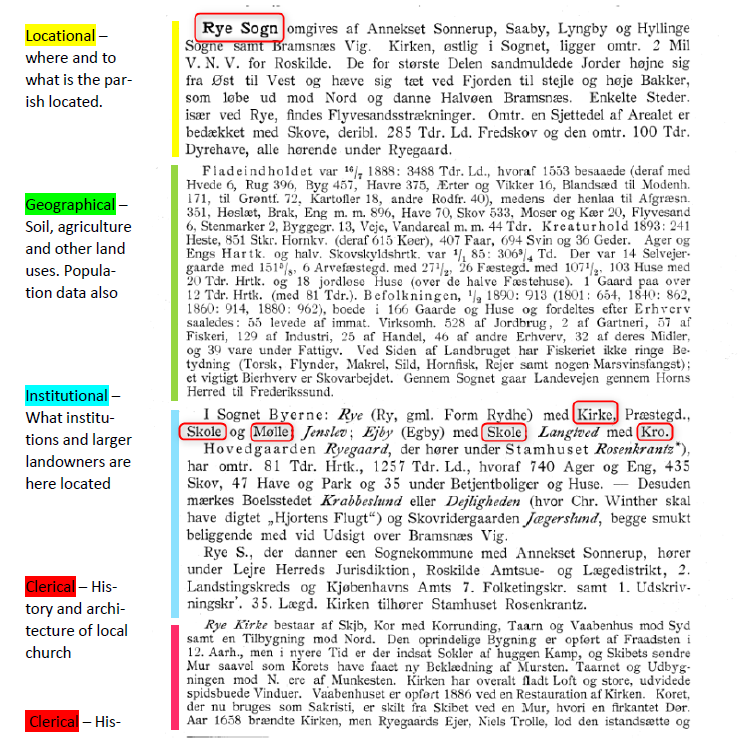 Locational –
where and to
what is the par-
ish located.
Geographical –
Soil, agriculture
and other land
uses. Popula-
tion data also
Institutional –
What institu-
tions and larger
landowners are
here located
Clerical – His-
tory and archi-
tecture of local
church
Clerical – His-
Rye Sogn omgives af Annekset Sonnerup, Saaby, Lyngby og Hyllinge
Sogne samt Bramsnæs Vig. Kirken, østlig i Sognet, ligger omtr. 2 Mil
V. N. V. for Roskilde. De for største Delen sandmuldede Jorder højne sig
fra Øst til Vest og hæve sig tæt ved Fjorden til stejle og høje Bakker,
som løbe ud mod Nord og danne Halvøen Bramsnæs. Enkelte Steder.
især ved Rye, findes Flyvesandsstrækninger. Omtr. en Sjettedel af Arealet er
bedækket med Skove, deribl. 285 Tdr. Ld. Fredskov og den omtr. 100 Tdr.
Dyrehave, alle hørende under Ryegaard.
Fladeindholdet var 16/7 1888: 3488 Tdr. Ld., hvoraf 1553 besaaede (deraf med
Hvede 6, Rug 396, Byg 457, Havre 375, Ærter og Vikker 16, Blandsæd til Modenh.
171, til Grøntf. 72, Kartofler 18, andre Rodfr. 40), medens der henlaa til Afgræsn.
351, Høslæt, Brak, Eng m. m. 896, Have 70, Skov 533, Moser og Kær 20, Flyvesand
6, Stenmarker 2, Byggegr. 13, Veje, Vandareal m. m. 44 Tdr. Kreaturhold 1893: 241
Heste, 851 Stkr. Hornkv. (deraf 615 Køer), 407 Faar, 694 Svin og 36 Geder. Ager og
Engs Hartk. og halv. Skovskyldshrtk. var 1/1 85: 306 3/4 Td. Der var 14 Selvejer-
gaarde med 151 5/8, 6 Arvefæstegd. med 27 1/2, 26 Fæstegd. med 107 1/2, 103 Huse med
20 Tdr. Hrtk. og 18 jordløse Huse (over de halve Fæstehuse). 1 Gaard paa over
12 Tdr. Hrtk. (med 81 Tdr.). Befolkningen, 1/2 1890: 913 (1801: 654, 1840: 862,
1860: 914, 1880: 962), boede i 166 Gaarde og Huse og fordeltes efter Erhverv
saaledes: 55 levede af immat. Virksomh. 528 af Jordbrug, 2 af Gartneri, 57 af
Fiskeri, 129 af Industri, 25 af Handel, 46 af andre Erhverv, 32 af deres Midler,
og 39 vare under Fattigv. Ved Siden af Landbruget har Fiskeriet ikke ringe Be-
tydning (Torsk, Flynder, Makrel, Sild, Hornfisk, Rejer samt nogen Marsvinsfangst);
et vigtigt Bierhverv er Skovarbejdet. Gennem Sognet gaar Landevejen gennem Horns
Herred til Frederikssund.
I Sognet Byerne: Rye (Ry, gml. Form Rydhe) med Kirke, Præstegd.,
Skole og Mølle; Jenslev; Ejby (Egby) med Skole; Langtved med Kro.
Hovedgaarden Ryegaard, der hører under Stamhuset Rosenkrantz*),
har omtr. 81 Tdr. Hrtk., 1257 Tdr. Ld., hvoraf 740 Ager og Eng, 435
Skov, 47 Have og Park og 35 under Betjentboliger og Huse. — Desuden
mærkes Boelsstedet Krabbeslund eller Dejligheden (hvor Chr. Winther skal
have digtet „Hjortens Flugt“) og Skovridergaarden Jægerslund, begge smukt
beliggende med vid Udsigt over Bramsnæs Vig.
Rye S., der danner een Sognekommune med Annekset Sonnerup, hører
under Lejre Herreds Jurisdiktion, Roskilde Amtsue- og Lægedistrikt, 2.
Landstingskreds og Kjøbenhavns Amts 7. Folketingskr. samt 1. Udskriv-
ningskr'. 35. Lægd. Kirken tilhører Stamhuset Rosenkrantz.
Rye Kirke bestaar af Skjb, Kor med Korrunding, Taarn og Vaabenhus mod Syd
samt en Tilbygning mod Nord. Den oprindelige Bygning er opført af Fraadsten i
12. Aarh., men i nyere Tid er der indsat Sokler af huggen Kamp, og Skibets søndre
Mur saavel som Korets have faaet ny Beklædning af Mursten. Taarnet og Udbyg-
ningen mod N. ere af Munkesten. Kirken har overalt fladt Loft og store, udvidede
spidsbuede Vinduer. Vaabenhuset er opført 1886 ved en Restauration af Kirken. Koret,
der nu bruges som Sakristi, er skilt fra Skibet ved en Mur, hvori en firkantet Dør.
Aar 1658 brændte Kirken, men Ryegaards Ejer, Niels Trolle, lod den istandsætte og